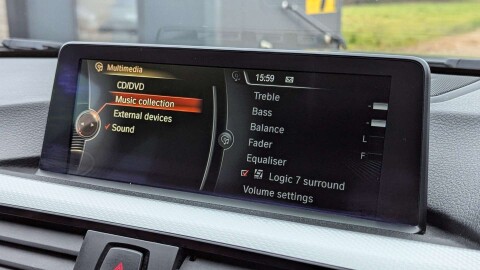 Multimedia
CD/DVD
Music collection
External devices
Sound
15:59
Treble
Bass
Balance
L
Fader
F
Equaliser
Logic 7 surround
Volume settings
7